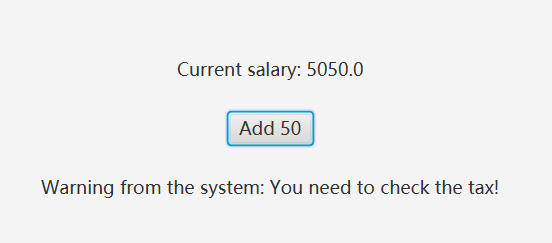 Current salary: 5050.0
Add 50
Warning from the system: You need to check the tax!